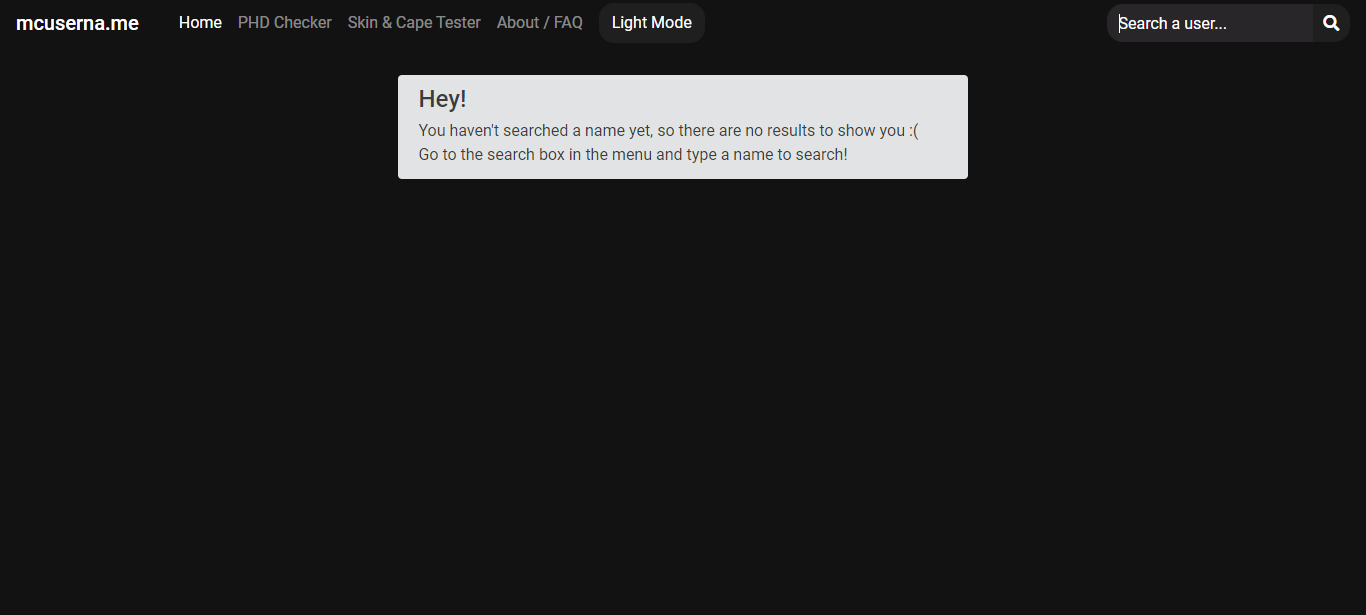 mcuserna.me Home PHD Checker Skin & Cape Tester About / FAQ Light Mode Search a user...
Hey!
You haven't searched a name yet, so there are no results to show you :(
Go to the search box in the menu and type a name to search!